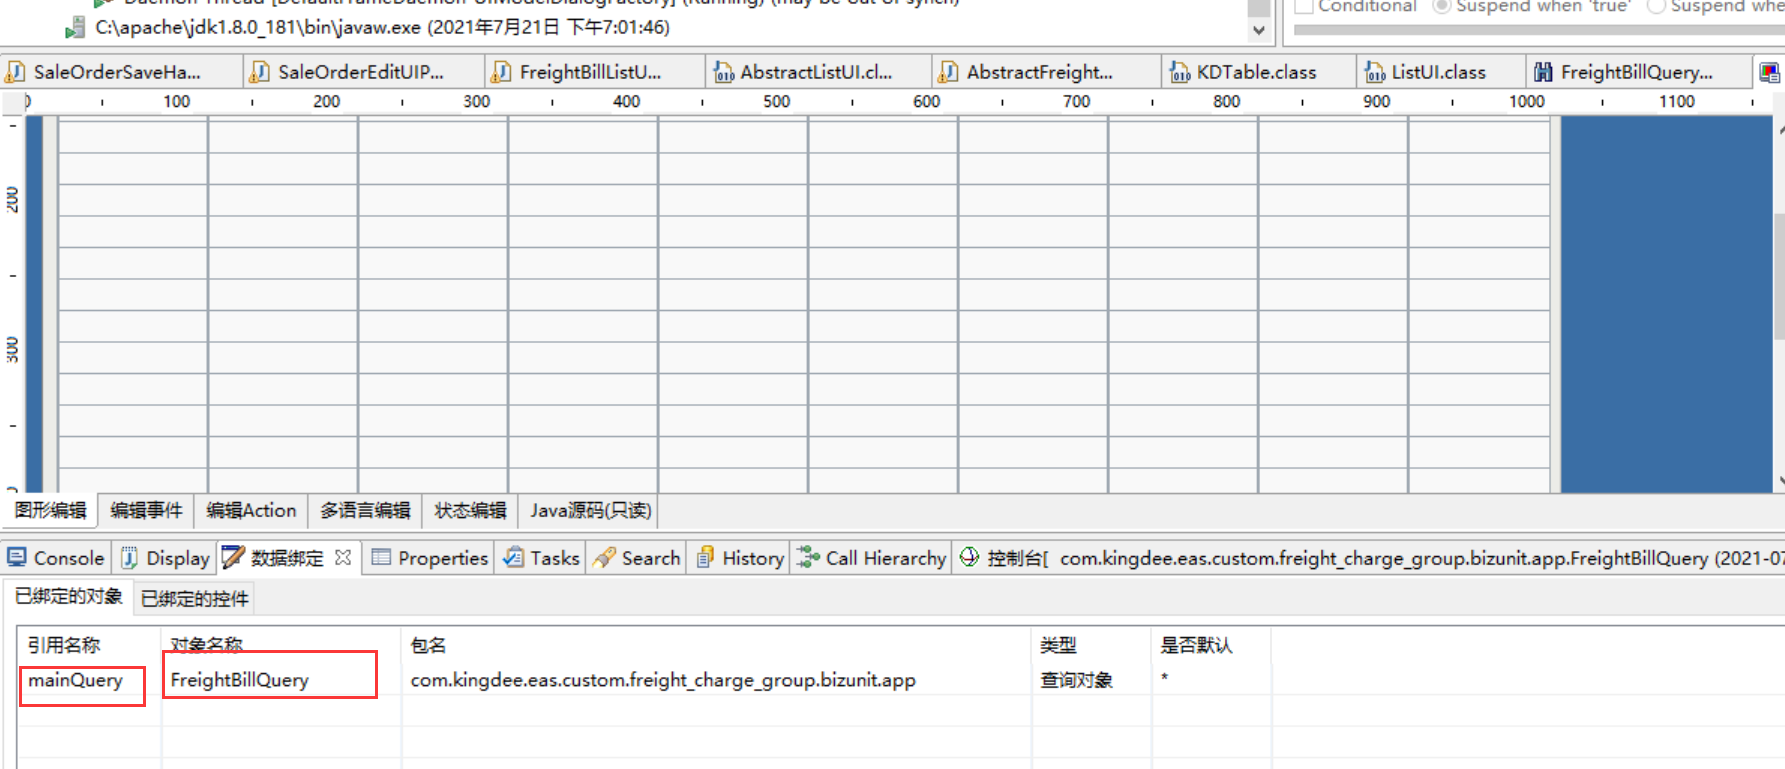 Daemon Thread [DefaultFrameDaemon-UIModelDialogFactory] (Running) (may be out of synch)
Conditional Suspend when 'true' Suspend whe
C:\apache\jdk1.8.0_181\bin\javaw.exe (2021年7月21日 下午7:01:46)
SaleOrderSaveHa... SaleOrderEditUIP... FreightBillListU... AbstractListUI.cl... AbstractFreight... KDTable.class ListUI.class FreightBillQuery...
0 100 200 300 400 500 600 700 800 900 1000 1100
200
300
图形编辑 编辑事件 编辑Action 多语言编辑 状态编辑 Java源码(只读)
Console Display 数据绑定 Properties Tasks Search History Call Hierarchy 控制台[ com.kingdee.eas.custom.freight_charge_group.bizunit.app.FreightBillQuery (2021-07
已绑定的对象 已绑定的控件
引用名称 对象名称 包名 类型 是否默认
mainQuery FreightBillQuery com.kingdee.eas.custom.freight_charge_group.bizunit.app 查询对象 *